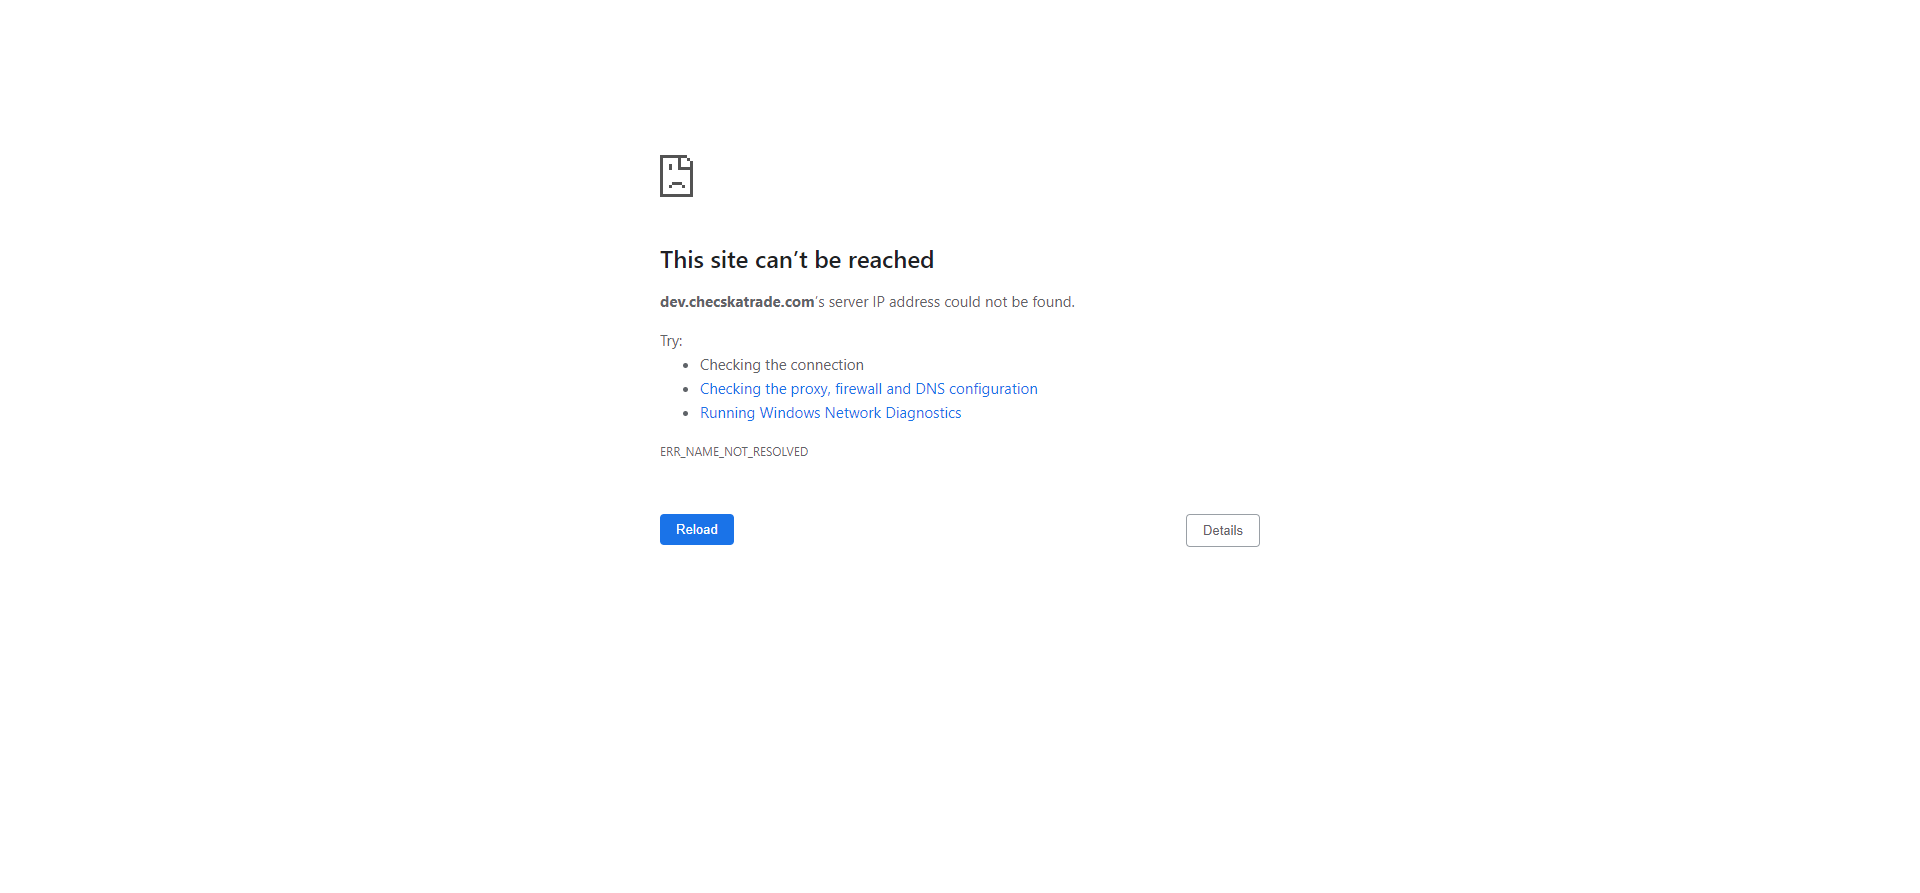 This site can’t be reached
dev.checskatrade.com’s server IP address could not be found.
Try:
Checking the connection
Checking the proxy, firewall and DNS configuration
Running Windows Network Diagnostics
ERR_NAME_NOT_RESOLVED
Reload
Details